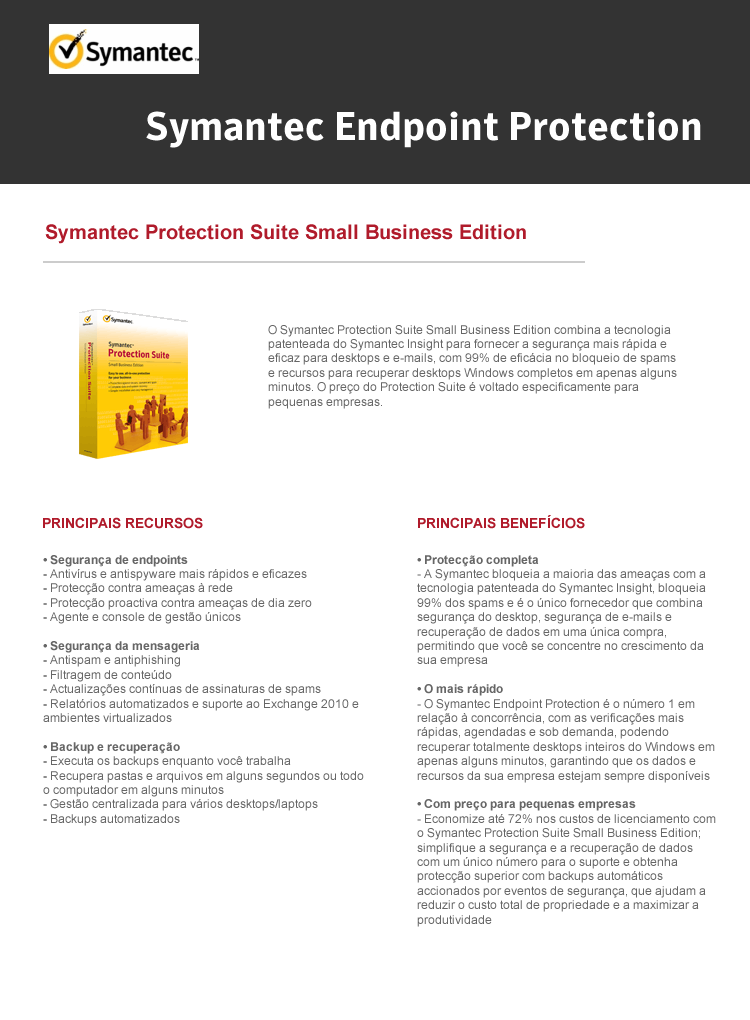 Symantec.
Symantec Endpoint Protection
Symantec Protection Suite Small Business Edition
Symantec.
Symantec™
Protection Suite
Small Business Edition
Protection Suite
O Symantec Protection Suite Small Business Edition combina a tecnologia
patenteada do Symantec Insight para fornecer a segurança mais rápida e
eficaz para desktops e e-mails, com 99% de eficácia no bloqueio de spams
e recursos para recuperar desktops Windows completos em apenas alguns
minutos. O preço do Protection Suite é voltado especificamente para
pequenas empresas.
PRINCIPAIS RECURSOS
• Segurança de endpoints
- Antivírus e antispyware mais rápidos e eficazes
- Protecção contra ameaças à rede
- Protecção proactiva contra ameaças de dia zero
- Agente e console de gestão únicos
• Segurança da mensageria
- Antispam e antiphishing
- Filtragem de conteúdo
- Actualizações contínuas de assinaturas de spams
- Relatórios automatizados e suporte ao Exchange 2010 e
ambientes virtualizados
• Backup e recuperação
- Executa os backups enquanto você trabalha
- Recupera pastas e arquivos em alguns segundos ou todo
o computador em alguns minutos
- Gestão centralizada para vários desktops/laptops
- Backups automatizados
PRINCIPAIS BENEFÍCIOS
• Protecção completa
- A Symantec bloqueia a maioria das ameaças com a
tecnologia patenteada do Symantec Insight, bloqueia
99% dos spams e é o único fornecedor que combina
segurança do desktop, segurança de e-mails e
recuperação de dados em uma única compra,
permitindo que você se concentre no crescimento da
sua empresa
• O mais rápido
- O Symantec Endpoint Protection é o número 1 em
relação à concorrência, com as verificações mais
rápidas, agendadas e sob demanda, podendo
recuperar totalmente desktops inteiros do Windows em
apenas alguns minutos, garantindo que os dados e
recursos da sua empresa estejam sempre disponíveis
• Com preço para pequenas empresas
- Economize até 72% nos custos de licenciamento com
o Symantec Protection Suite Small Business Edition;
simplifique a segurança e a recuperação de dados
com um único número para o suporte e obtenha
protecção superior com backups automáticos
accionados por eventos de segurança, que ajudam a
reduzir o custo total de propriedade e a maximizar a
produtividade